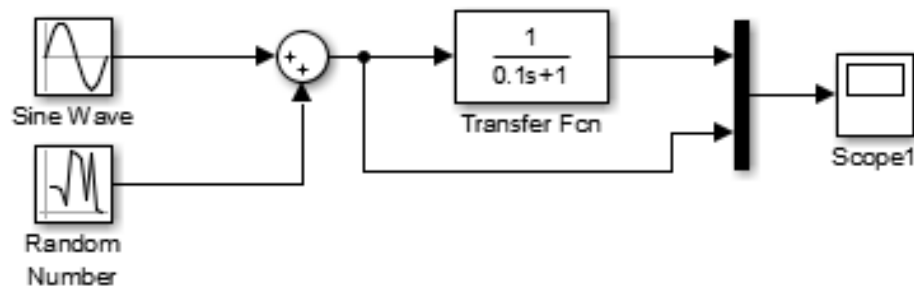 Sine Wave
+
+
1
0.1s+1
Transfer Fcn
Scope1
Random
Number